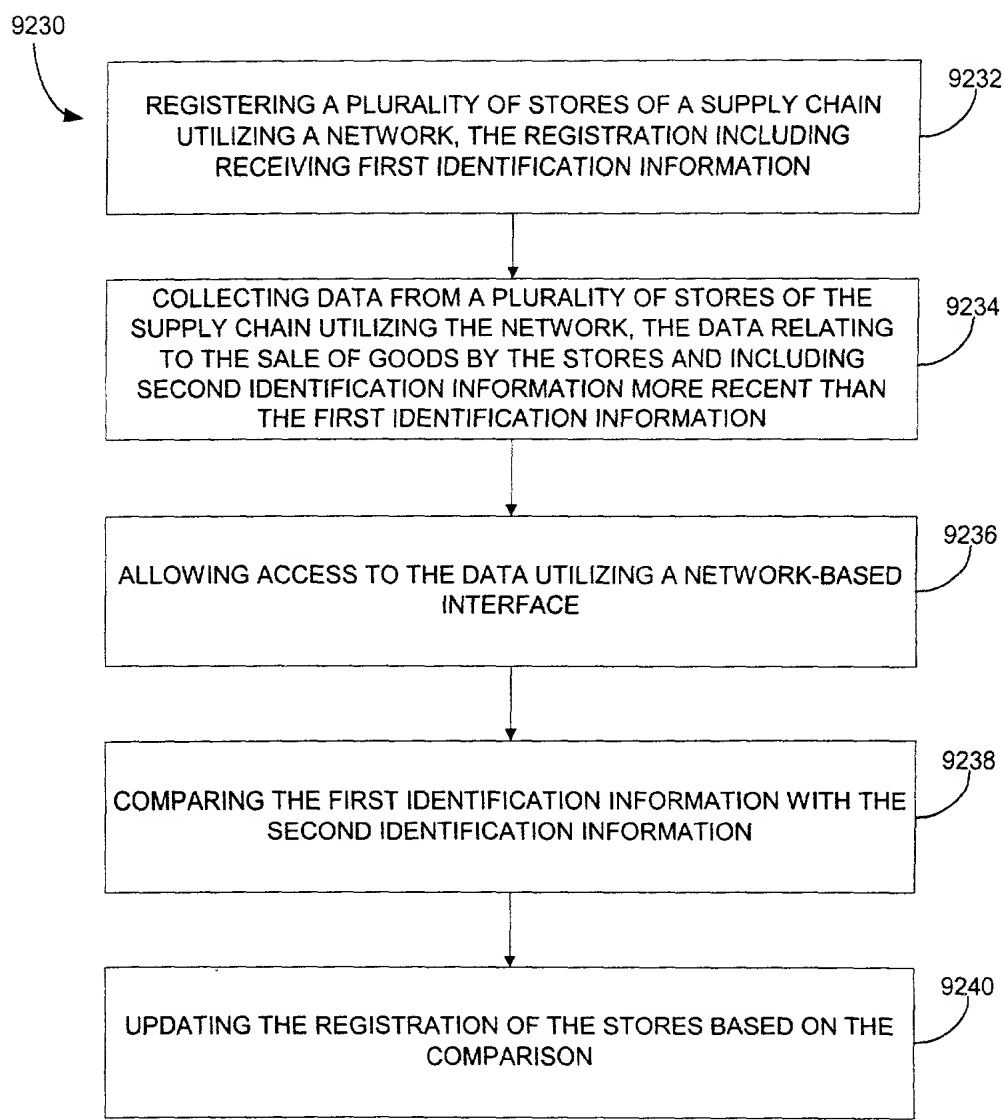 9230
9232
REGISTERING A PLURALITY OF STORES OF A SUPPLY CHAIN
UTILIZING A NETWORK, THE REGISTRATION INCLUDING
RECEIVING FIRST IDENTIFICATION INFORMATION
9234
COLLECTING DATA FROM A PLURALITY OF STORES OF THE
SUPPLY CHAIN UTILIZING THE NETWORK, THE DATA RELATING
TO THE SALE OF GOODS BY THE STORES AND INCLUDING
SECOND IDENTIFICATION INFORMATION MORE RECENT THAN
THE FIRST IDENTIFICATION INFORMATION
9236
ALLOWING ACCESS TO THE DATA UTILIZING A NETWORK-BASED
INTERFACE
9238
COMPARING THE FIRST IDENTIFICATION INFORMATION WITH THE
SECOND IDENTIFICATION INFORMATION
9240
UPDATING THE REGISTRATION OF THE STORES BASED ON THE
COMPARISON